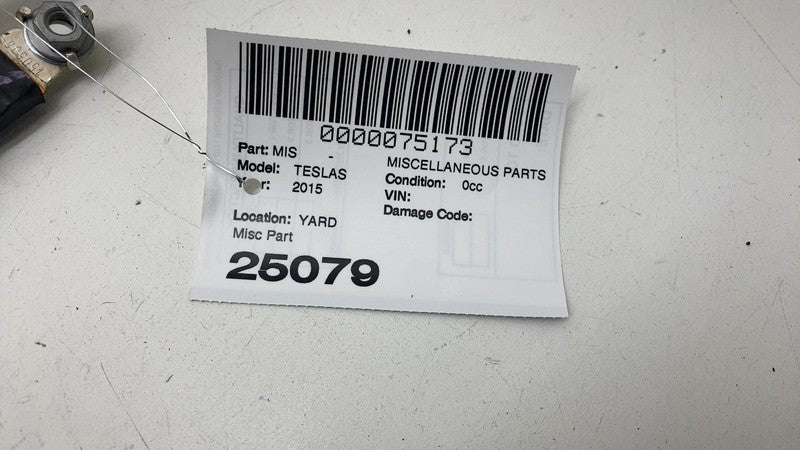 0000075173
Part: MIS - MISCELLANEOUS PARTS
Model: TESLAS Condition: 0cc
2015 VIN:
Damage Code:
Location: YARD
Misc Part
25079